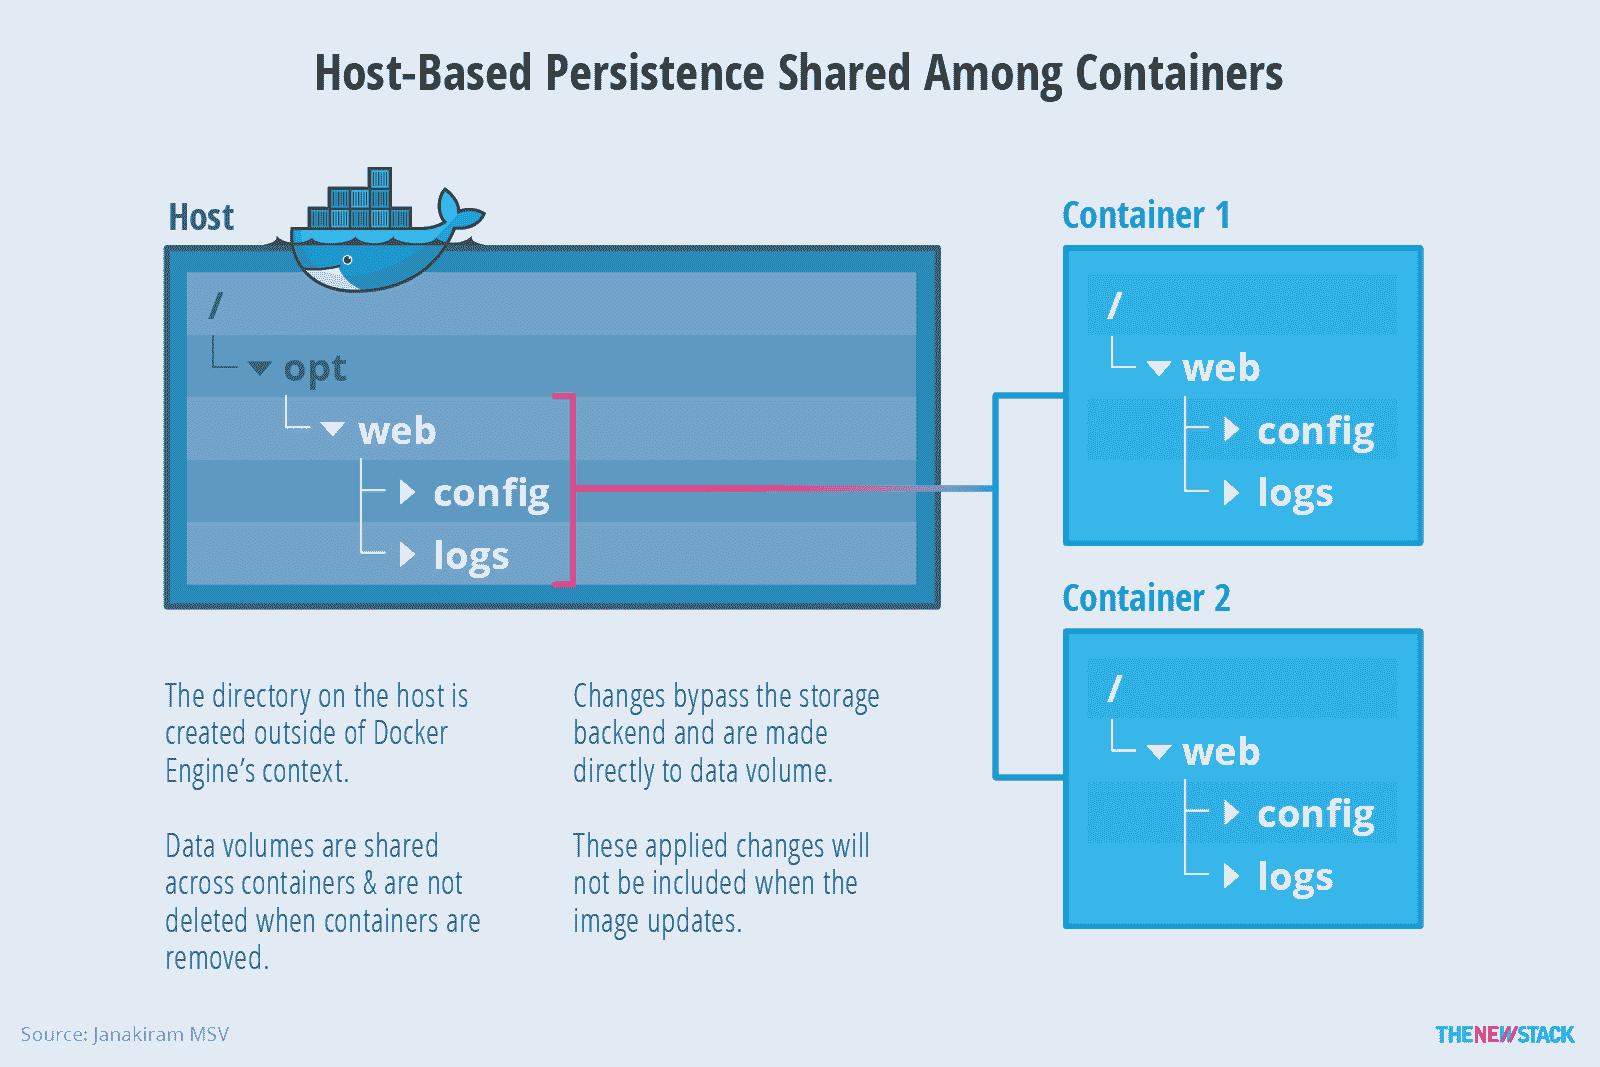 Host-Based Persistence Shared Among Containers
Host
/
opt
web
config
logs
Container 1
/
web
config
logs
Container 2
/
web
config
logs
The directory on the host is
created outside of Docker
Engine’s context.
Data volumes are shared
across containers & are not
deleted when containers are
removed.
Changes bypass the storage
backend and are made
directly to data volume.
These applied changes will
not be included when the
image updates.
Source: Janakiram MSV
THENEWSTACK